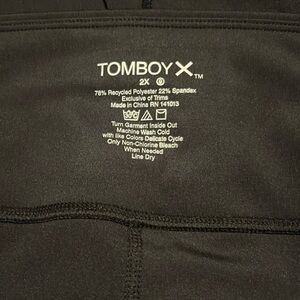 TOMBOYX™
2X
78% Recycled Polyester 22% Spandex
Exclusive of Trims
Made in China RN 141013
Turn Garment Inside Out
Machine Wash Cold
with like Colors Delicate Cycle
Only Non-Chlorine Bleach
When Needed
Line Dry